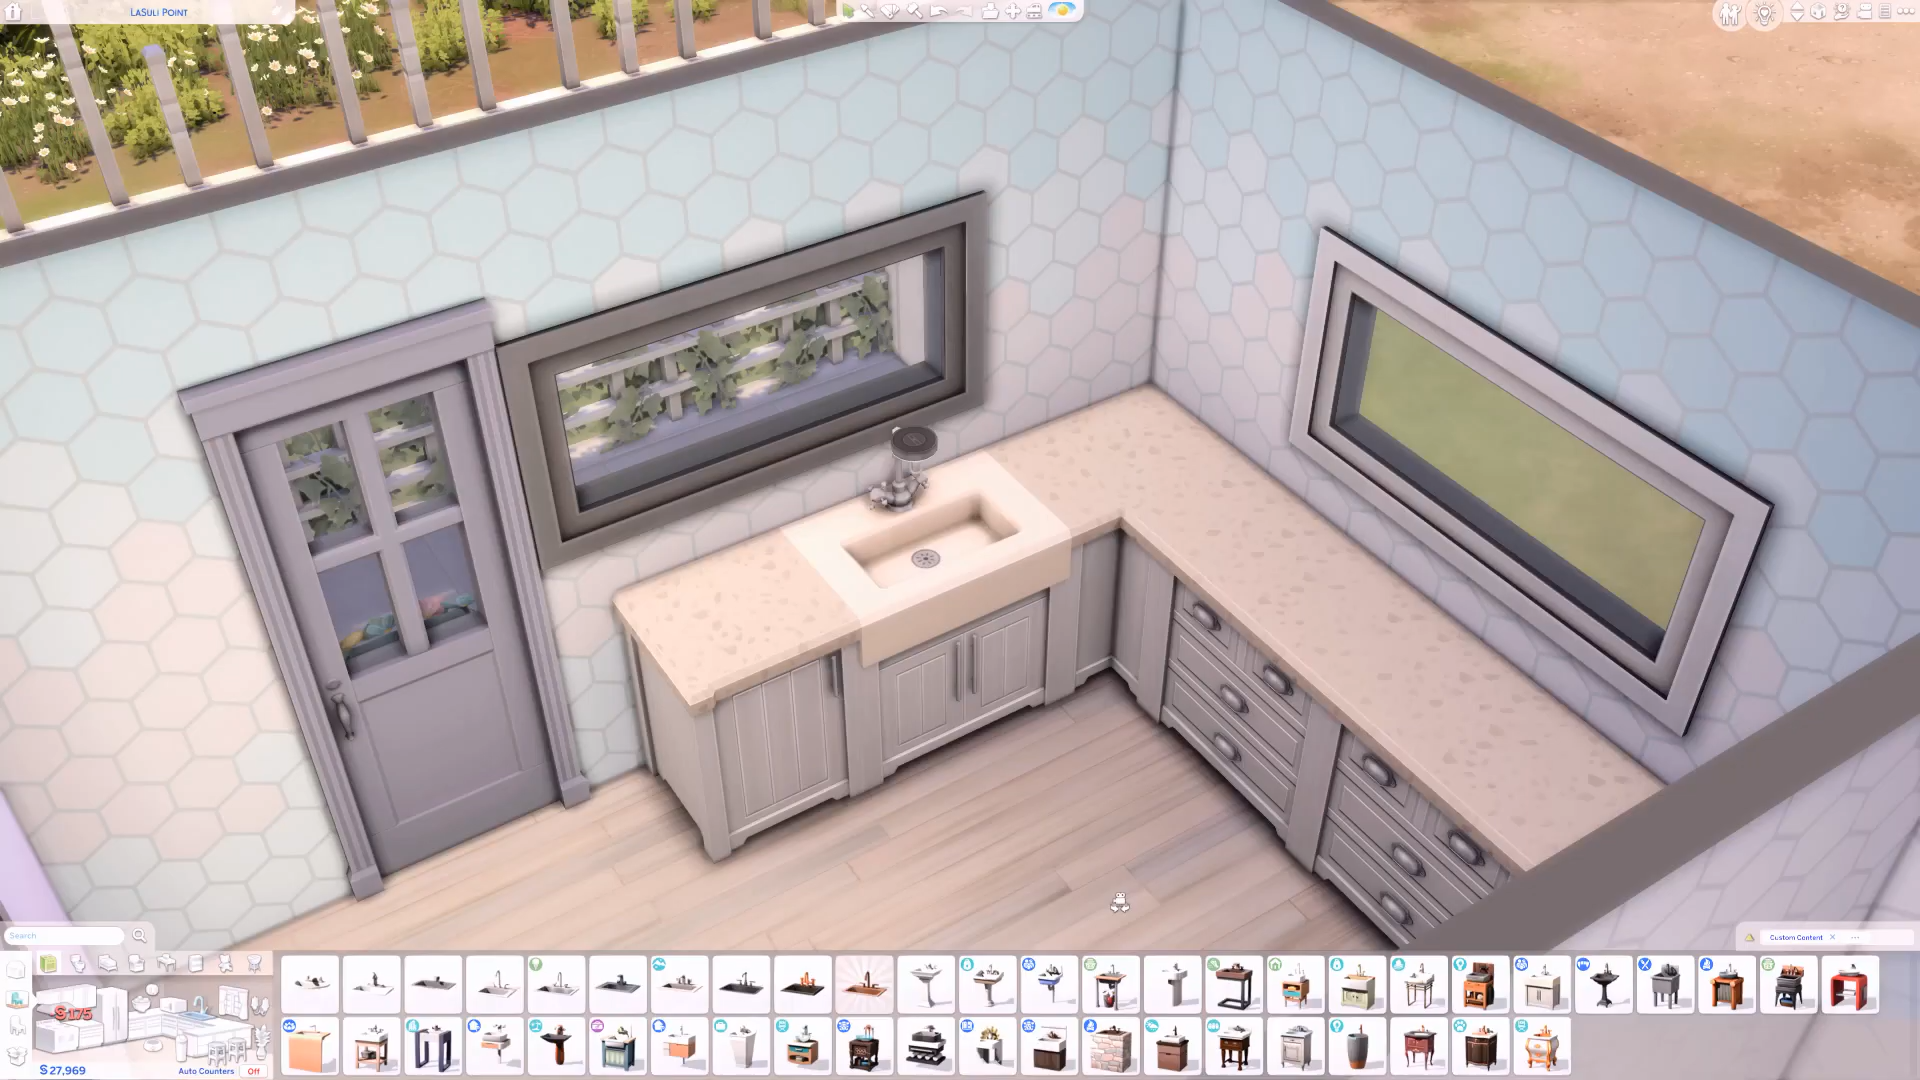 LaSuli Point
Search
Custom Content
§175
§27,969
Auto Counters Off